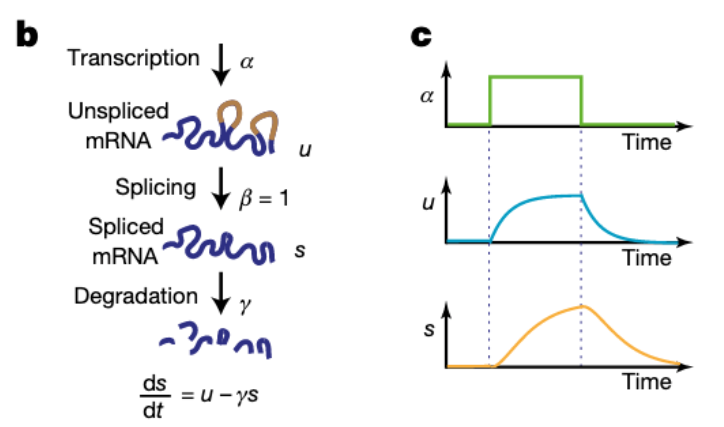 b
Transcription α
Unspliced
mRNA
u
Splicing β = 1
Spliced
mRNA s
Degradation γ
ds
dt = u − γs
c
α
Time
u
Time
s
Time